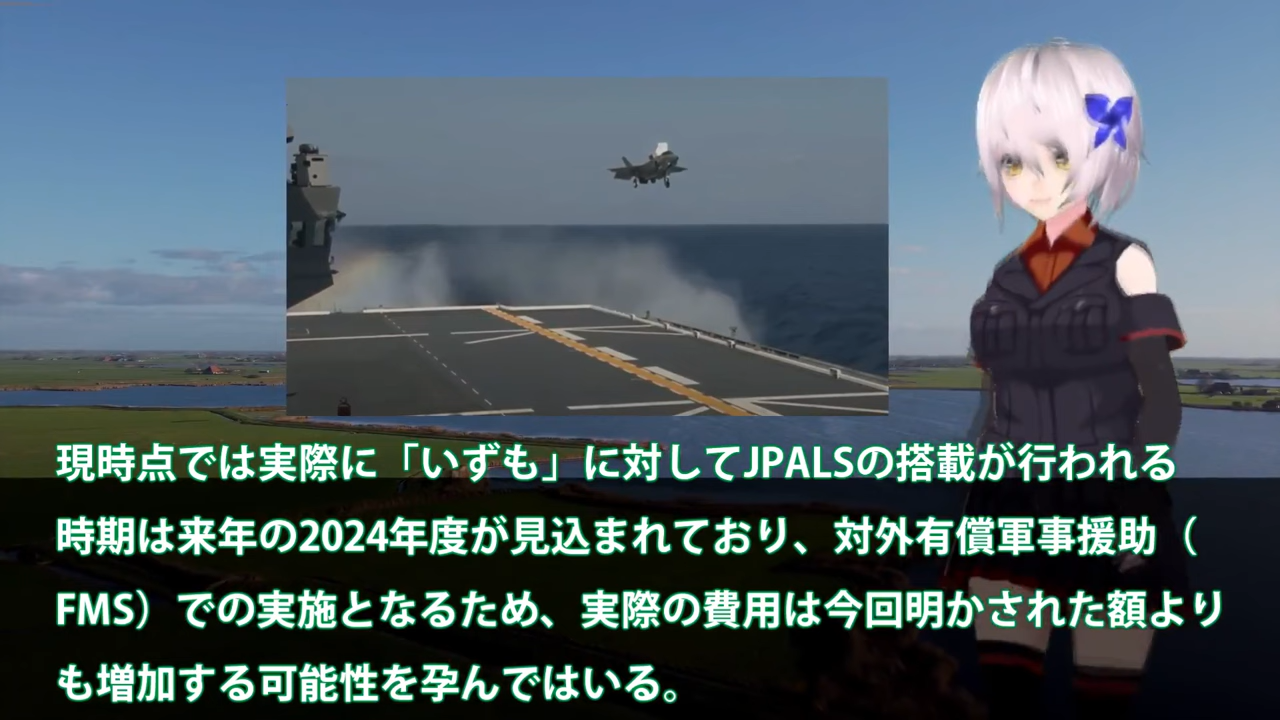 現時点では実際に「いずも」に対してJPALSの搭載が行われる
時期は来年の2024年度が見込まれており、対外有償軍事援助（
FMS）での実施となるため、実際の費用は今回明かされた額より
も増加する可能性を孕んではいる。